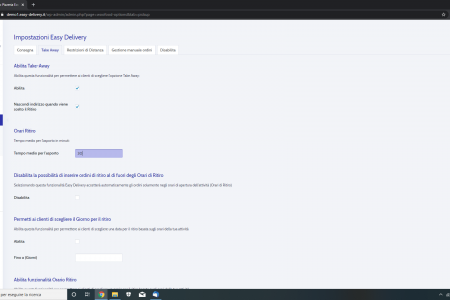 Impostazioni Easy Delivery
Consegna Take Away Restrizioni di Distanza Gestione manuale ordini Disabilita
Abilita Take-Away
Abilita questa funzionalità per permettere ai clienti di scegliere l'opzione Take Away.
Abilita
Nascondi indirizzo quando viene
scelto il Ritiro
Orari Ritiro
Tempo medio per l'asporto in minuti.
Tempo medio per l'asporto
Disabilita la possibilità di inserire ordini di ritiro al di fuori degli Orari di Ritiro
Selezionando questa funzionalità Easy Delivery accetterà automaticamente gli ordini solamente negli orari di apertura dell'attività (Orari di Ritiro)
Disabilita
Permetti ai clienti di scegliere il Giorno per il ritiro
Abilita questa funzionalità per permettere ai clienti di scegliere una data per il ritiro basata sugli orari della tua attività
Abilita
Fino a (Giorni)
Abilita funzionalità Orario Ritiro
per eseguire la ricerca